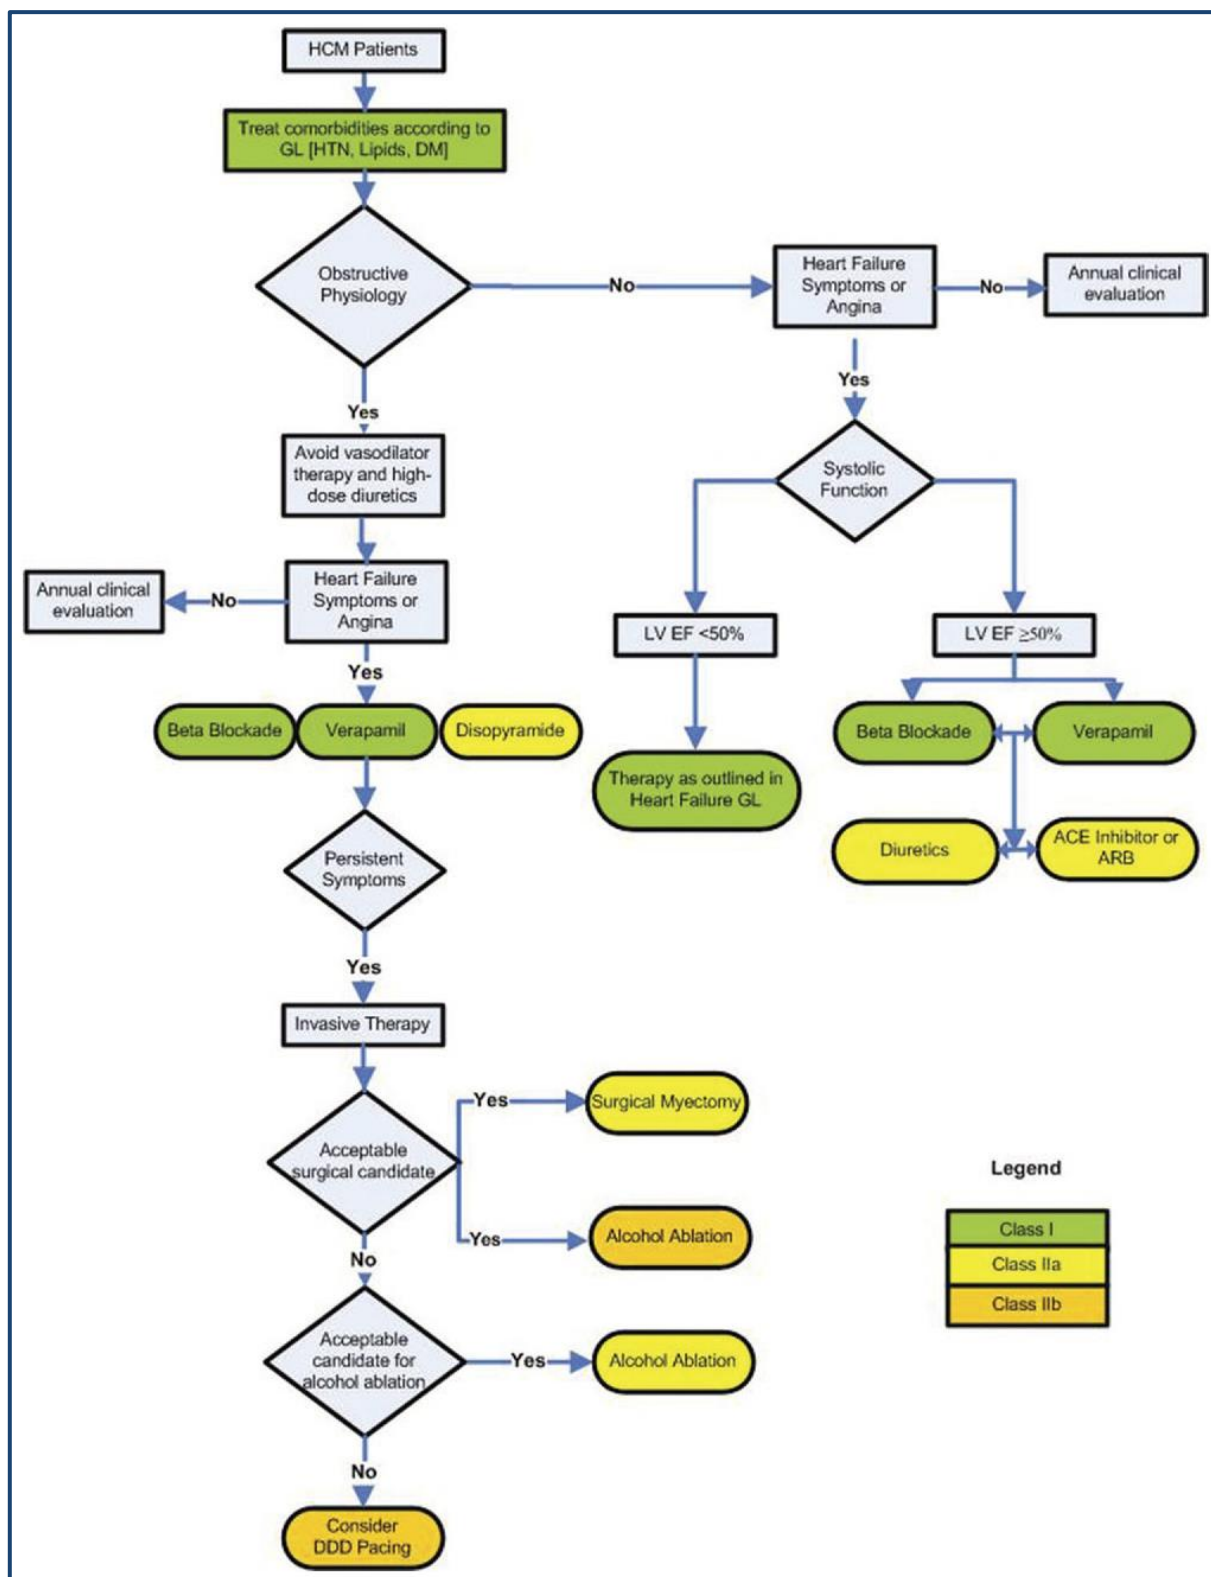 HCM Patients
Treat comorbidities according to
GL [HTN, Lipids, DM]
Obstructive
Physiology
No
Heart Failure
Symptoms or
Angina
No
Annual clinical
evaluation
Yes
Avoid vasodilator
therapy and high-
dose diuretics
Yes
Systolic
Function
Annual clinical
evaluation
No
Heart Failure
Symptoms or
Angina
LV EF <50%
LV EF ≥50%
Yes
Beta Blockade
Verapamil
Disopyramide
Therapy as outlined in
Heart Failure GL
Beta Blockade
Verapamil
Diuretics
ACE Inhibitor or
ARB
Persistent
Symptoms
Yes
Invasive Therapy
Acceptable
surgical candidate
Yes
Surgical Myectomy
Yes
Alcohol Ablation
No
Acceptable
candidate for
alcohol ablation
Yes
Alcohol Ablation
No
Consider
DDD Pacing
Legend
Class I
Class IIa
Class IIb